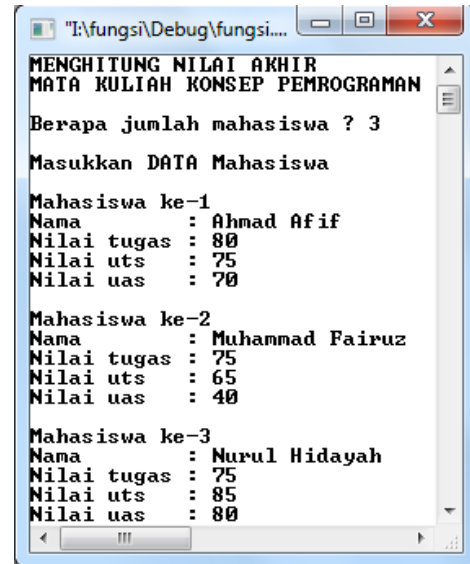 "I:\fungsi\Debug\fungsi....
MENGHITUNG NILAI AKHIR
MATA KULIAH KONSEP PEMROGRAMAN
Berapa jumlah mahasiswa ? 3
Masukkan DATA Mahasiswa
Mahasiswa ke-1
Nama : Ahmad Afif
Nilai tugas : 80
Nilai uts : 75
Nilai uas : 70
Mahasiswa ke-2
Nama : Muhammad Fairuz
Nilai tugas : 75
Nilai uts : 65
Nilai uas : 40
Mahasiswa ke-3
Nama : Nurul Hidayah
Nilai tugas : 75
Nilai uts : 85
Nilai uas : 80